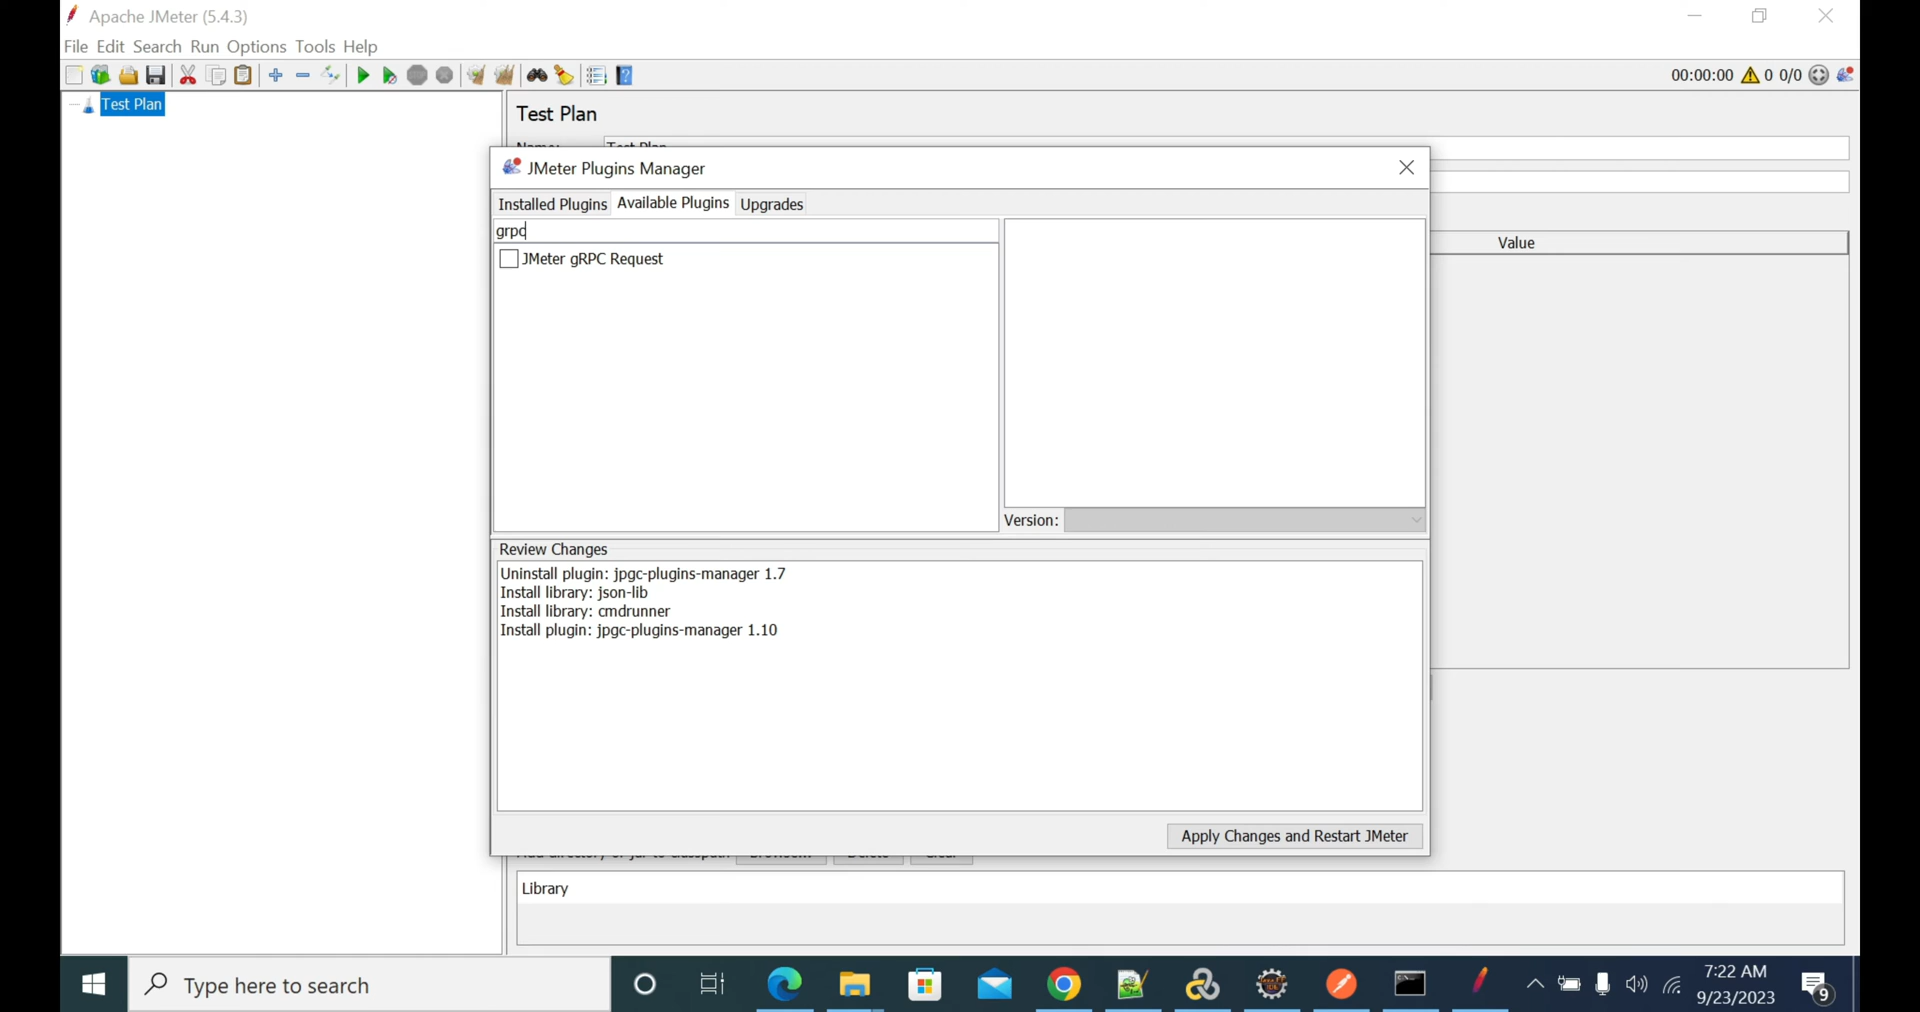 Apache JMeter (5.4.3)
File Edit Search Run Options Tools Help
00:00:00 0 0/0
Test Plan
Test Plan
JMeter Plugins Manager
Installed Plugins Available Plugins Upgrades
grpc
Value
JMeter gRPC Request
Version:
Review Changes
Uninstall plugin: jpgc-plugins-manager 1.7
Install library: json-lib
Install library: cmdrunner
Install plugin: jpgc-plugins-manager 1.10
Apply Changes and Restart JMeter
Library
Type here to search
7:22 AM
9/23/2023
9